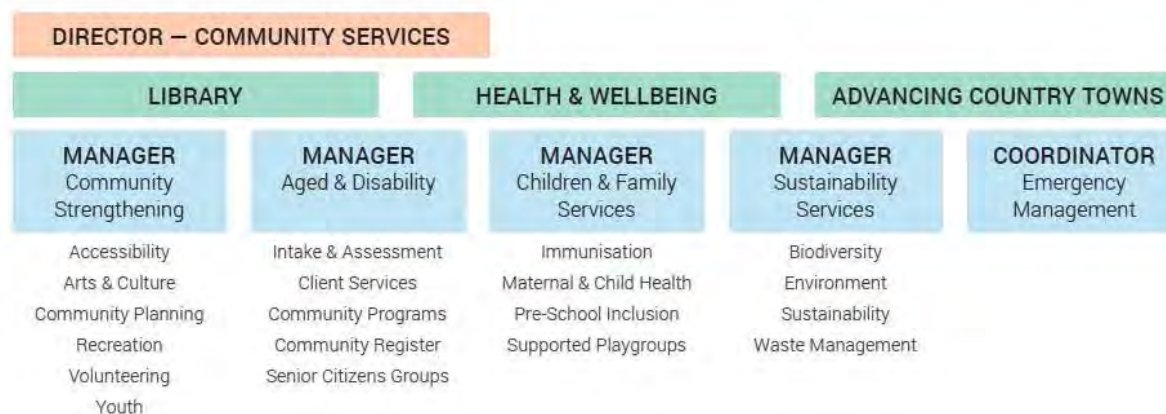 DIRECTOR — COMMUNITY SERVICES
LIBRARY
HEALTH & WELLBEING
ADVANCING COUNTRY TOWNS
MANAGER
Community
Strengthening
Accessibility
Arts & Culture
Community Planning
Recreation
Volunteering
Youth
MANAGER
Aged & Disability
Intake & Assessment
Client Services
Community Programs
Community Register
Senior Citizens Groups
MANAGER
Children & Family
Services
Immunisation
Maternal & Child Health
Pre-School Inclusion
Supported Playgroups
MANAGER
Sustainability
Services
Biodiversity
Environment
Sustainability
Waste Management
COORDINATOR
Emergency
Management